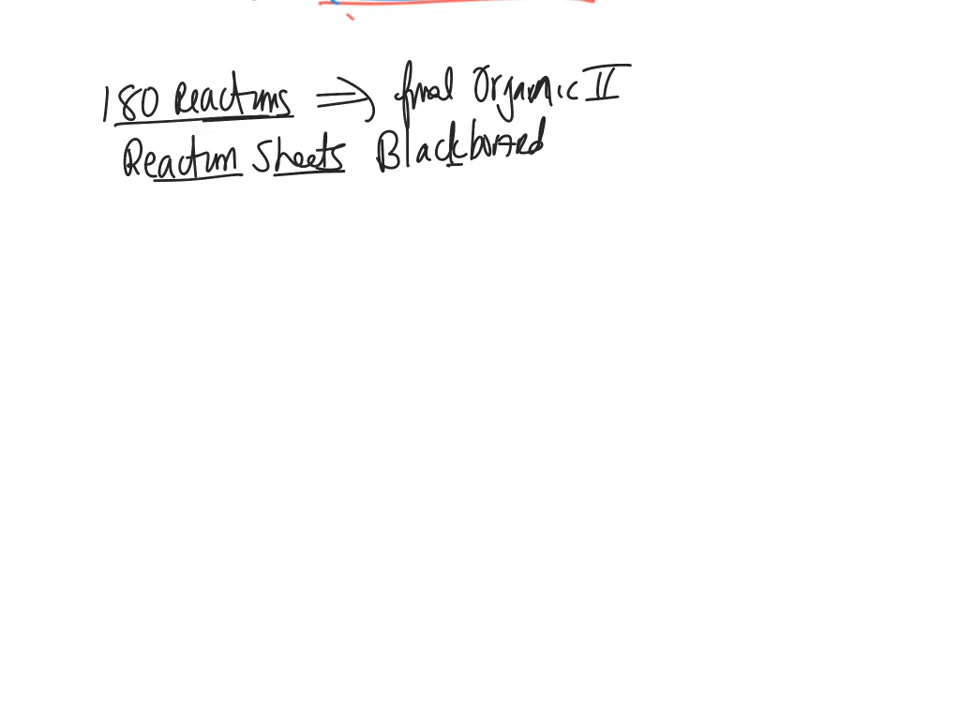 180 Reactions ⇒ final Organic II
Reaction Sheets Blackboard